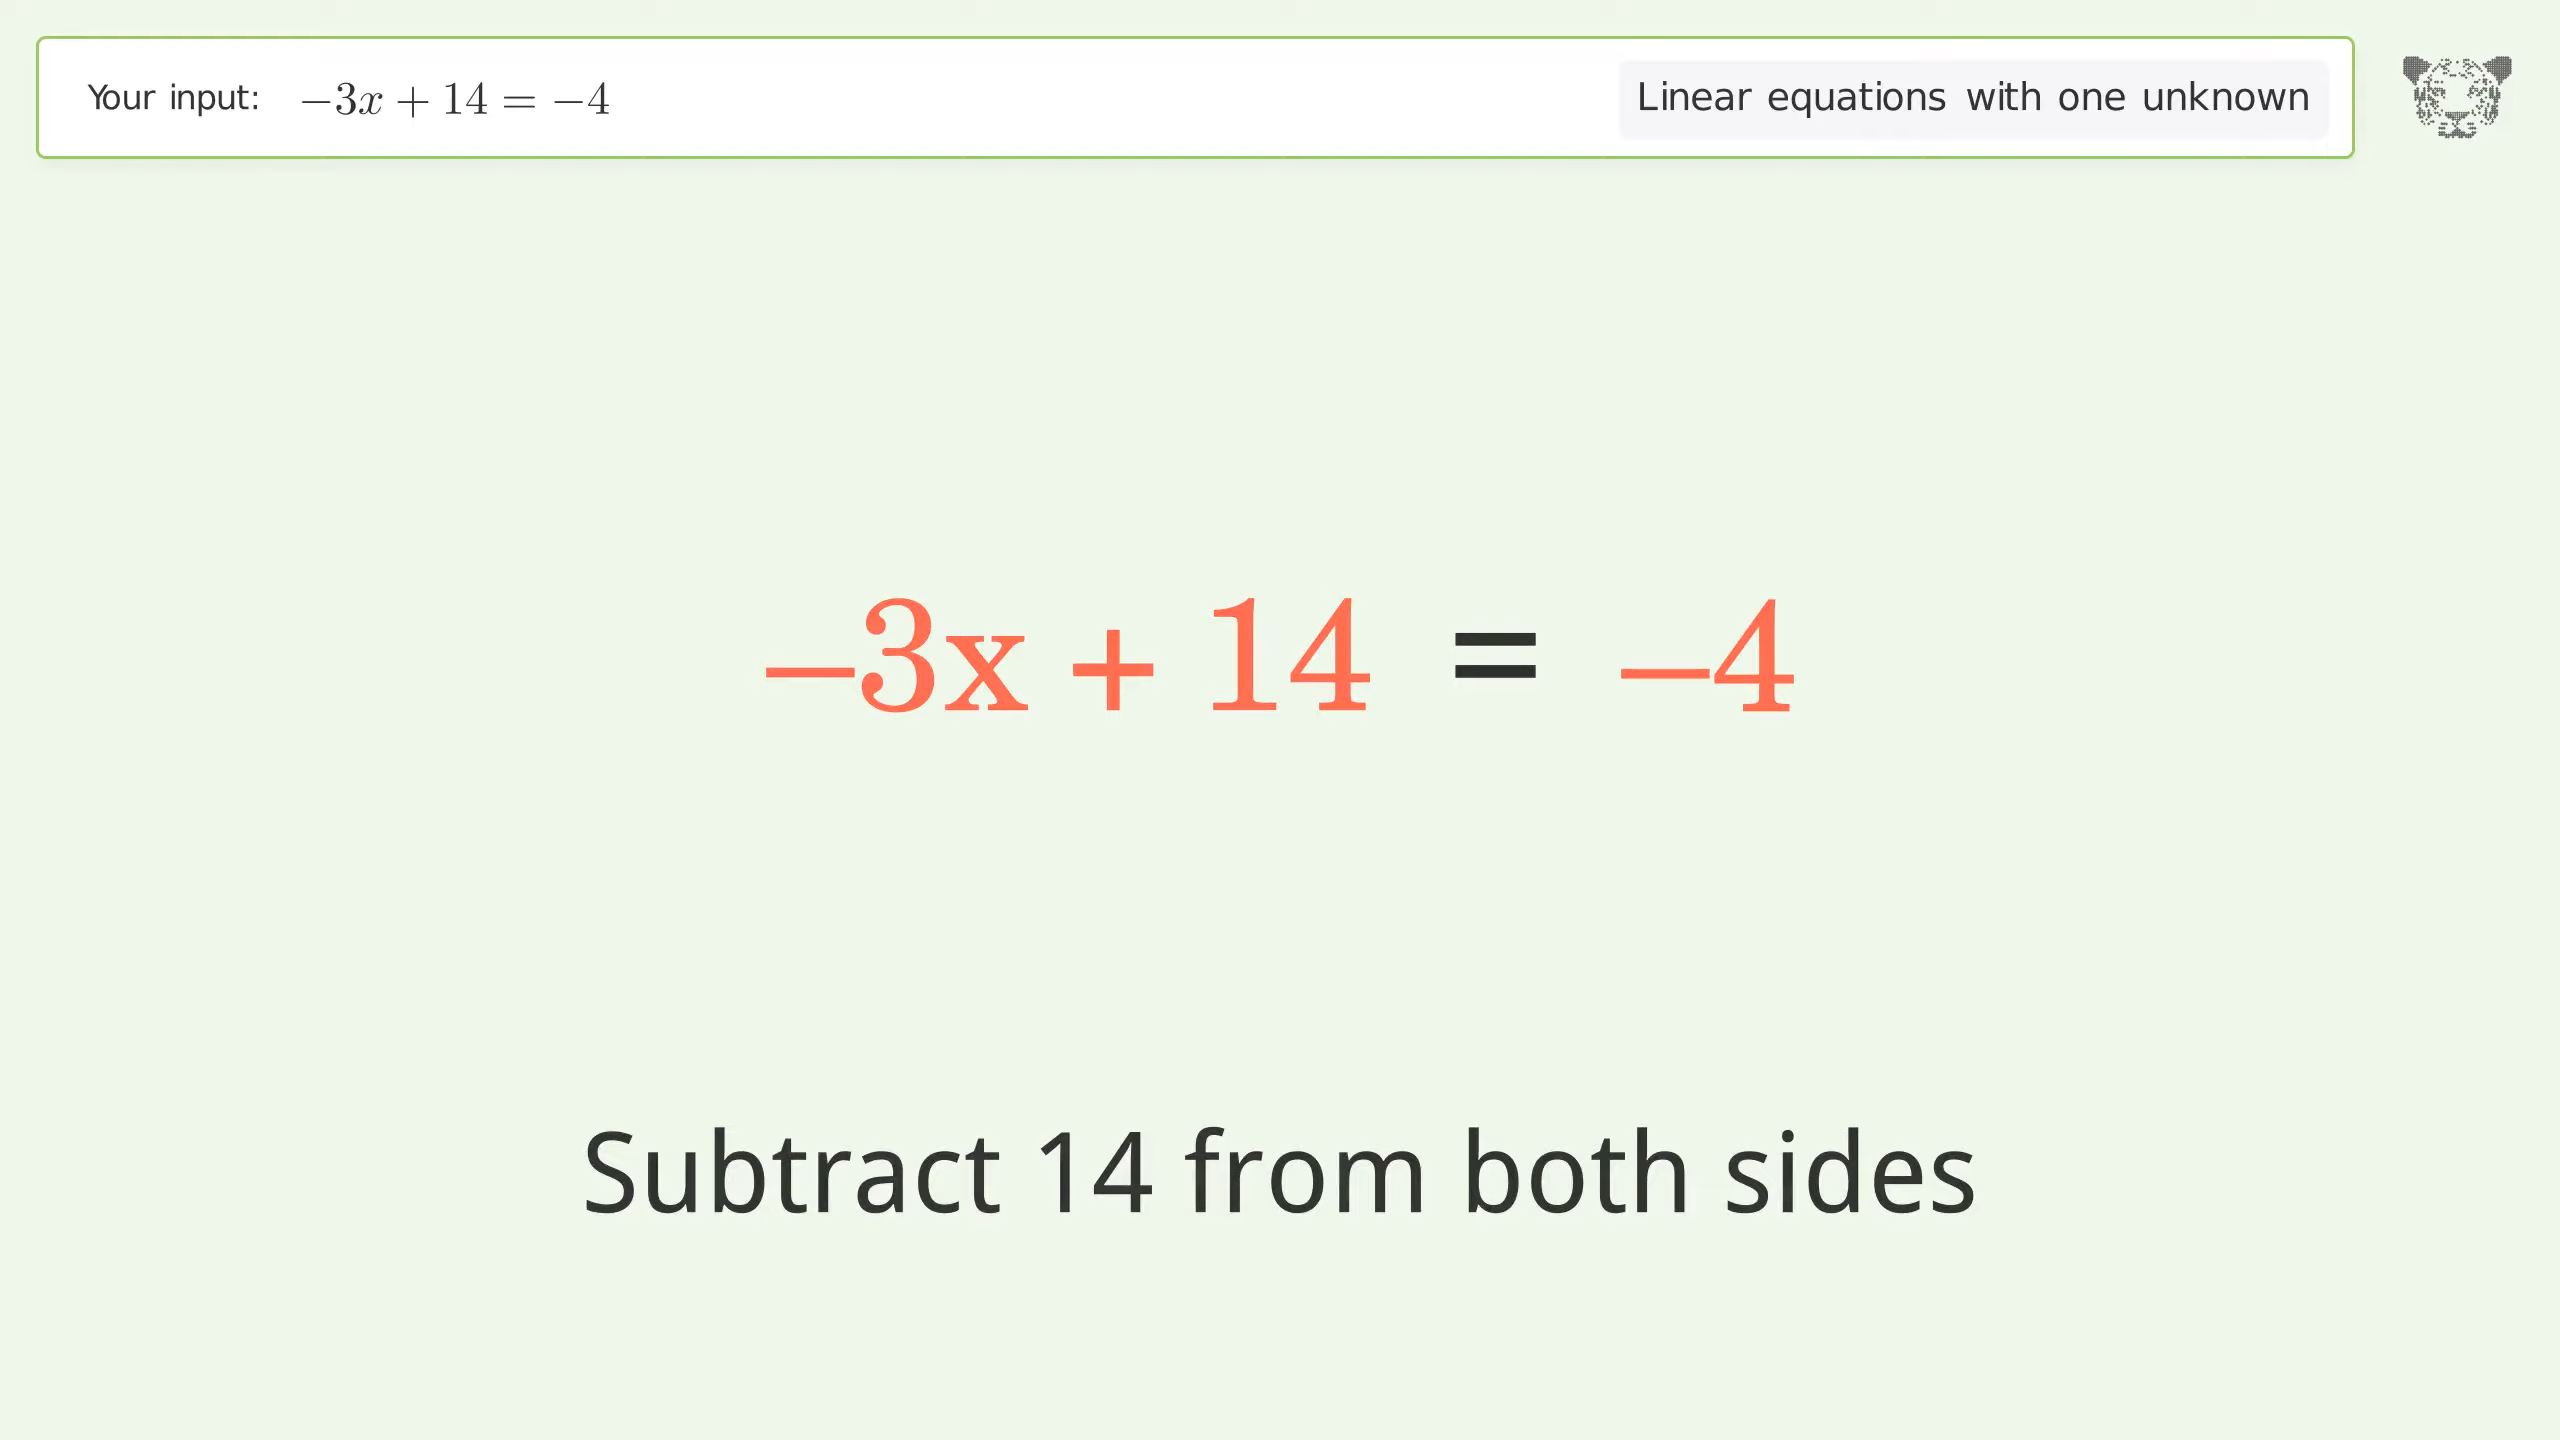 Your input: −3x + 14 = −4
Linear equations with one unknown
−3x + 14 = −4
Subtract 14 from both sides